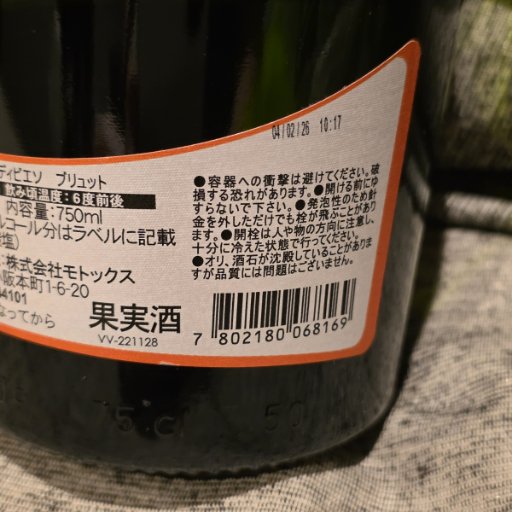 04/02/26 10:17
ディピエソ ブリュット
飲み頃温度:6度前後
内容量:750ml
ルコール分はラベルに記載
塩)
:株式会社モトックス
阪本町1-6-20
4101
なってから
果実酒
VV-221128
●容器への衝撃は避けてください。破
損する恐れがあります。●開ける前にゆ
すらないで下さい。●発泡性のため針
金を外しただけでも栓が飛ぶことがありま
す。●開栓は人や物の方向に注意し、
十分に冷えた状態で行ってください。
●オリ、酒石が沈殿していることがありま
すが品質には問題はございません。
7 802180 068169
75 cl 50